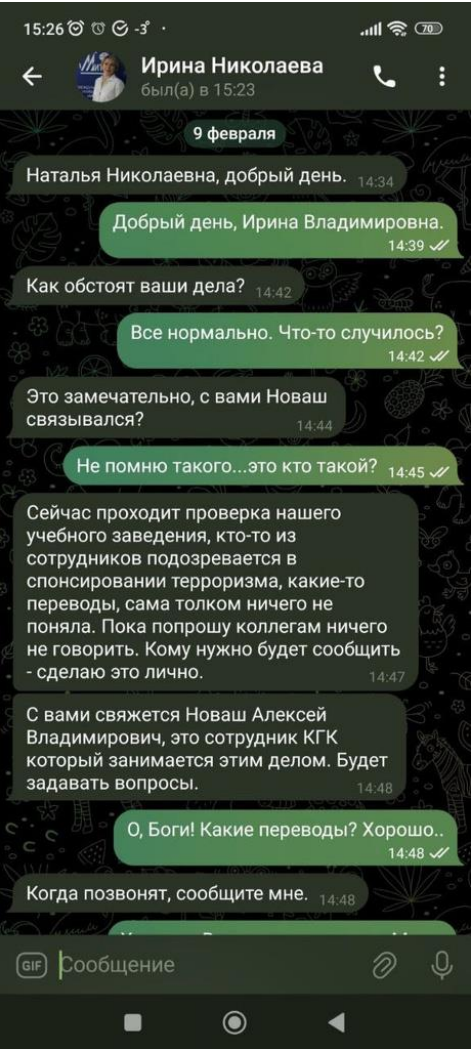 15:26 -3° ·
70
Ирина Николаева
был(а) в 15:23
9 февраля
Наталья Николаевна, добрый день. 14:34
Добрый день, Ирина Владимировна.
14:39
Как обстоят ваши дела? 14:42
Все нормально. Что-то случилось?
14:42
Это замечательно, с вами Новаш
связывался? 14:44
Не помню такого...это кто такой? 14:45
Сейчас проходит проверка нашего
учебного заведения, кто-то из
сотрудников подозревается в
спонсировании терроризма, какие-то
переводы, сама толком ничего не
поняла. Пока попрошу коллегам ничего
не говорить. Кому нужно будет сообщить
- сделаю это лично. 14:47
С вами свяжется Новаш Алексей
Владимирович, это сотрудник КГК
который занимается этим делом. Будет
задавать вопросы. 14:48
О, Боги! Какие переводы? Хорошо..
14:48
Когда позвонят, сообщите мне. 14:48
GIF Сообщение